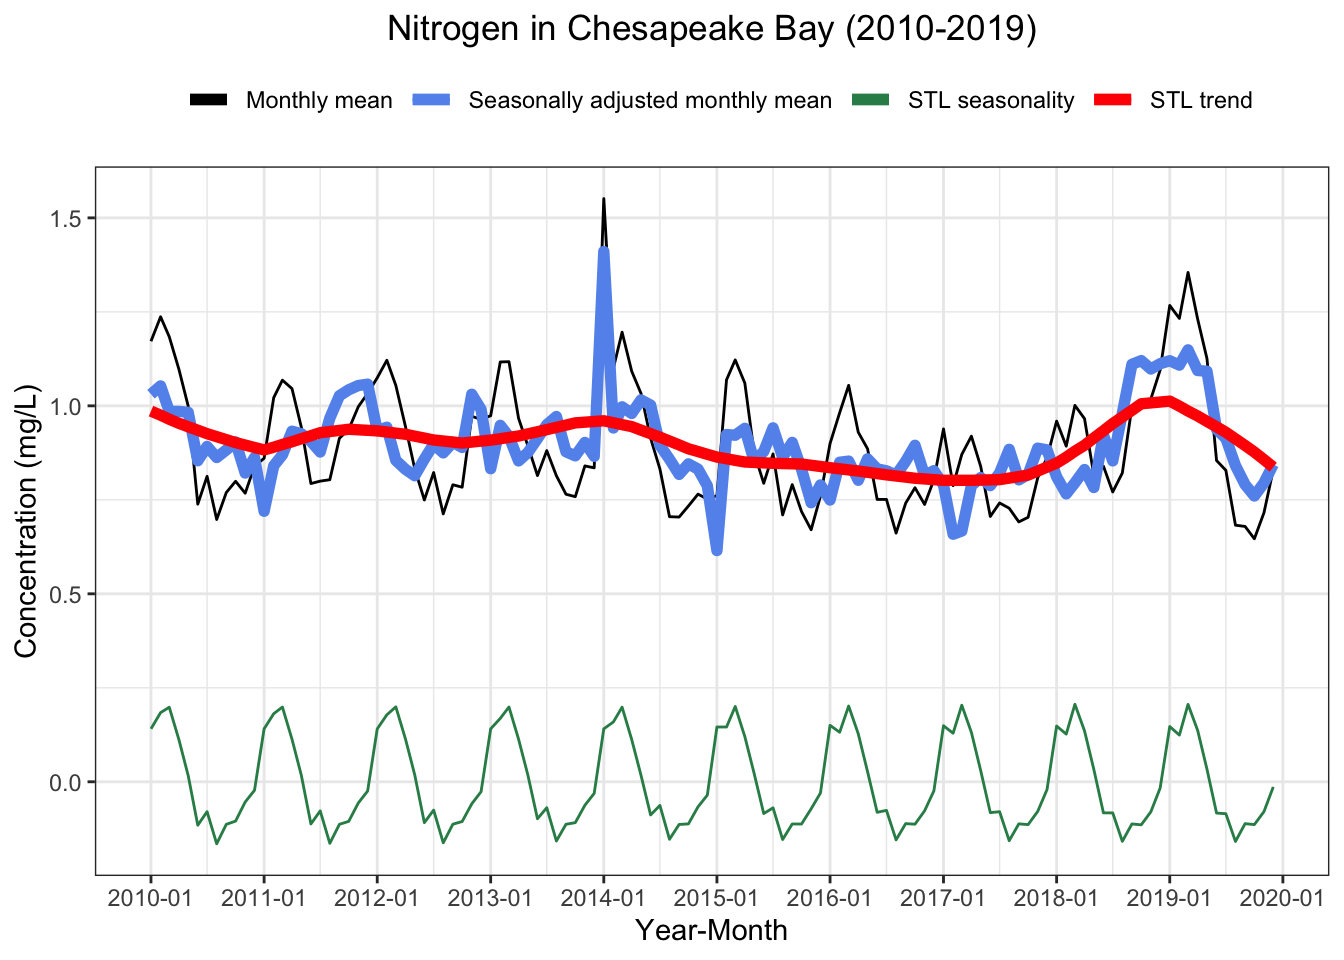 Nitrogen in Chesapeake Bay (2010-2019)
Monthly mean Seasonally adjusted monthly mean STL seasonality STL trend
Concentration (mg/L)
1.5
1.0
0.5
0.0
2010-01 2011-01 2012-01 2013-01 2014-01 2015-01 2016-01 2017-01 2018-01 2019-01 2020-01
Year-Month